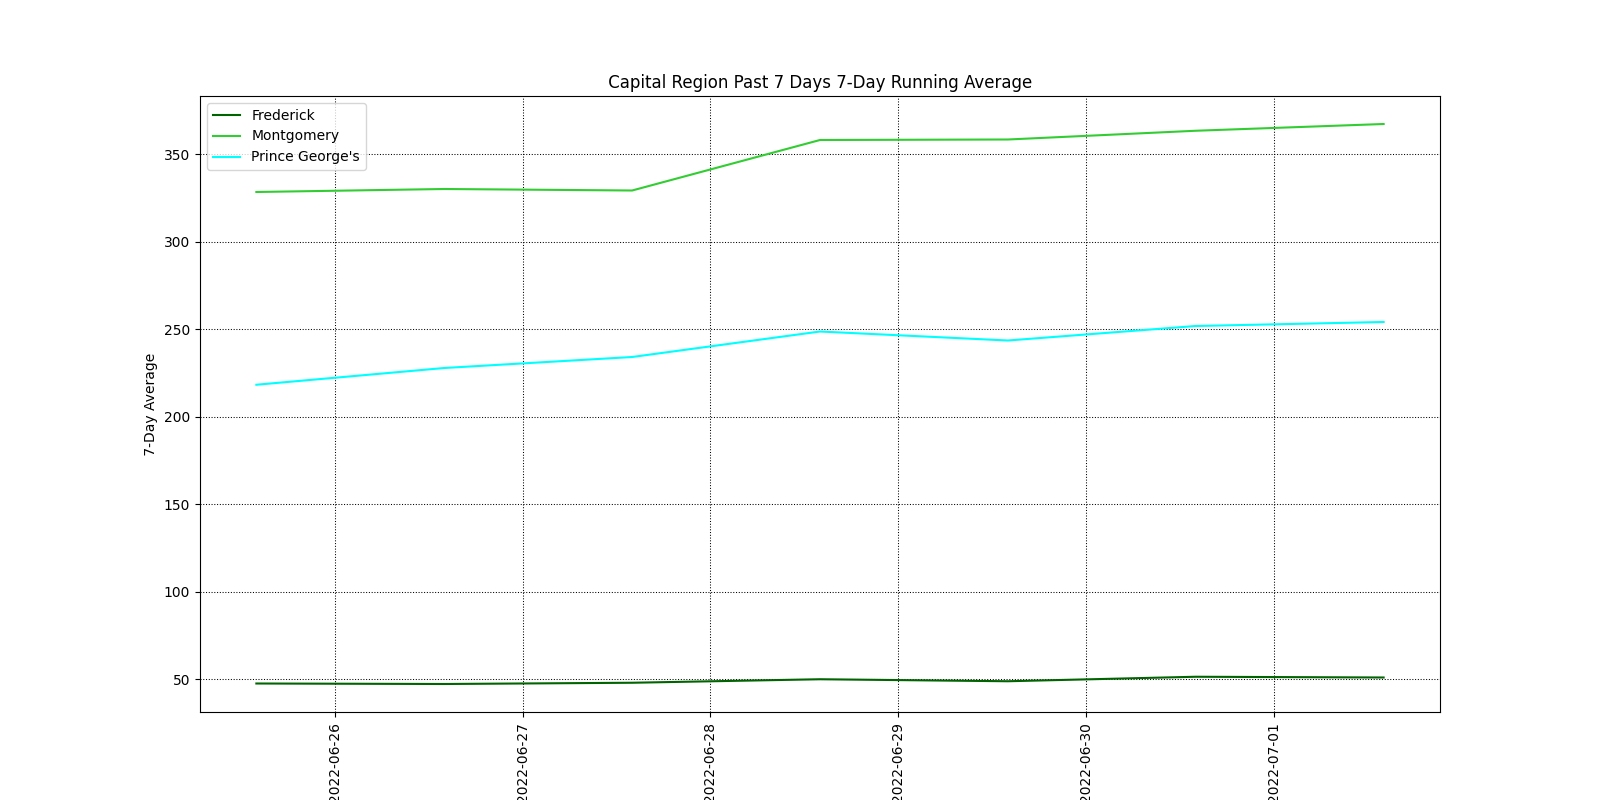 Capital Region Past 7 Days 7-Day Running Average
Frederick
Montgomery
Prince George's
350
300
250
200
150
100
50
7-Day Average
2022-06-26
2022-06-27
2022-06-28
2022-06-29
2022-06-30
2022-07-01